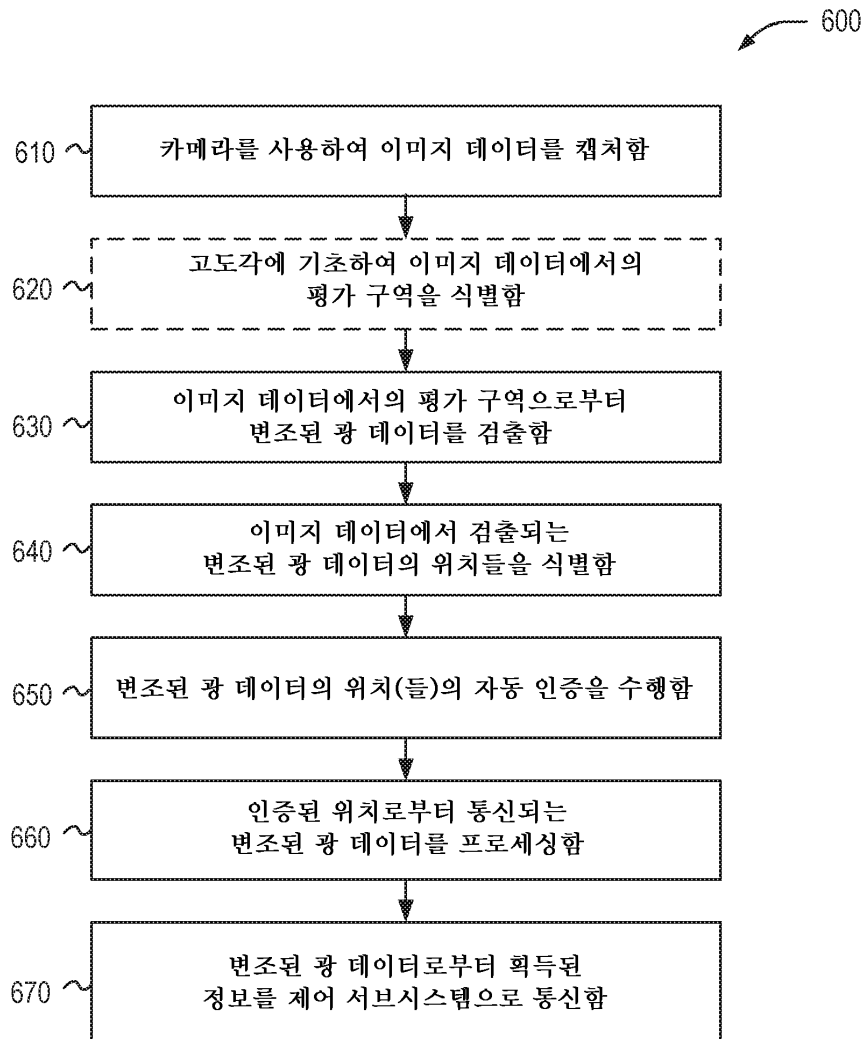 600
610
카메라를 사용하여 이미지 데이터를 캡처함
620
고도각에 기초하여 이미지 데이터에서의
평가 구역을 식별함
630
이미지 데이터에서의 평가 구역으로부터
변조된 광 데이터를 검출함
640
이미지 데이터에서 검출되는
변조된 광 데이터의 위치들을 식별함
650
변조된 광 데이터의 위치(들)의 자동 인증을 수행함
660
인증된 위치로부터 통신되는
변조된 광 데이터를 프로세싱함
670
변조된 광 데이터로부터 획득된
정보를 제어 서브시스템으로 통신함